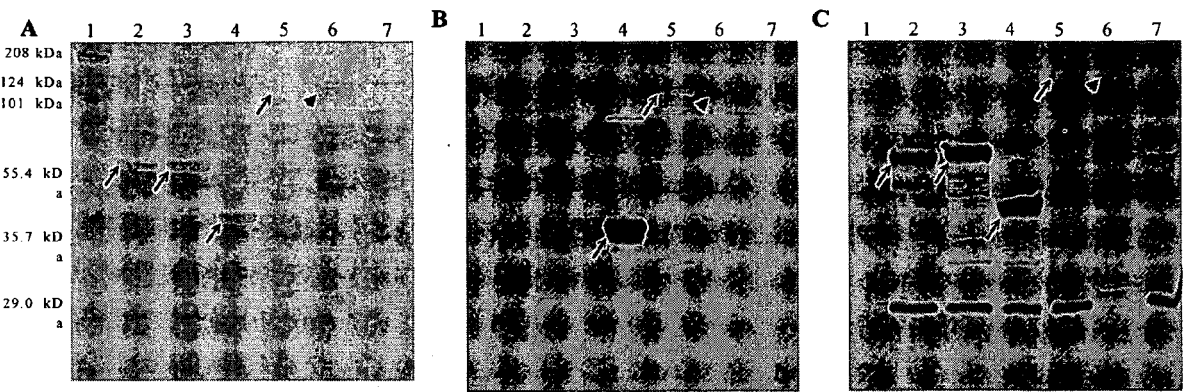 A
1 2 3 4 5 6 7
208 kDa
124 kDa
101 kDa
55.4 kD
a
35.7 kD
a
29.0 kD
a
B
1 2 3 4 5 6 7
C
1 2 3 4 5 6 7